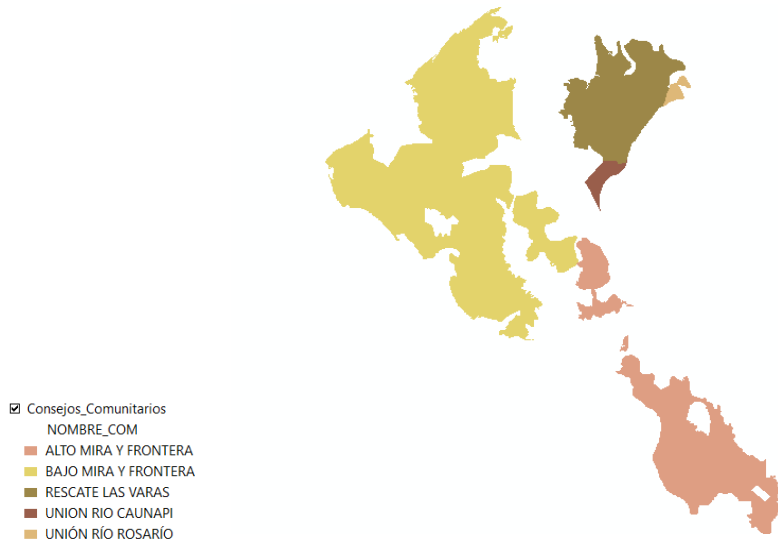 Consejos_Comunitarios
NOMBRE_COM
ALTO MIRA Y FRONTERA
BAJO MIRA Y FRONTERA
RESCATE LAS VARAS
UNION RIO CAUNAPI
UNIÓN RÍO ROSARÍO